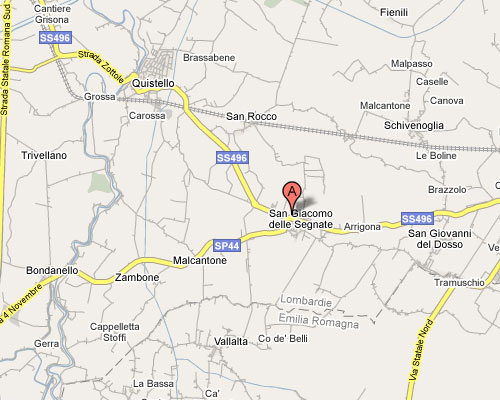 Cantiere
Grisona
SS496
Strada Statale Romana Sud
Strada Zottole
Brassabene
Fienili
Quistello
Grossa
Carossa
San Rocco
Malpasso
Caselle
Malcantone
Canova
Schivenoglia
Le Boline
Trivellano
SS496
A
Brazzolo
San Giacomo
delle Segnate
Arrigona
SS496
San Giovanni
del Dosso
SP44
Malcantone
Bondanello
Zambone
Tramuschio
4 Novembre
Lombardie
Emilia Romagna
Cappelletta
Stoffi
Gerra
Vallalta
Co de' Belli
Via Statale Nord
La Bassa
Ca'